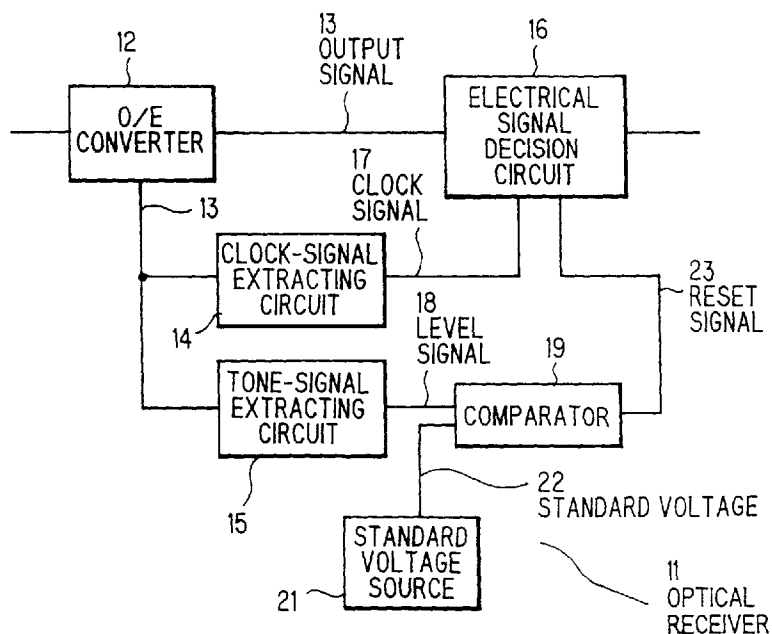 12
O/E
CONVERTER
13
OUTPUT
SIGNAL
16
ELECTRICAL
SIGNAL
DECISION
CIRCUIT
13
17
CLOCK
SIGNAL
CLOCK-SIGNAL
EXTRACTING
CIRCUIT
14
23
RESET
SIGNAL
18
LEVEL
SIGNAL
TONE-SIGNAL
EXTRACTING
CIRCUIT
15
19
COMPARATOR
22
STANDARD VOLTAGE
STANDARD
VOLTAGE
SOURCE
21
11
OPTICAL
RECEIVER